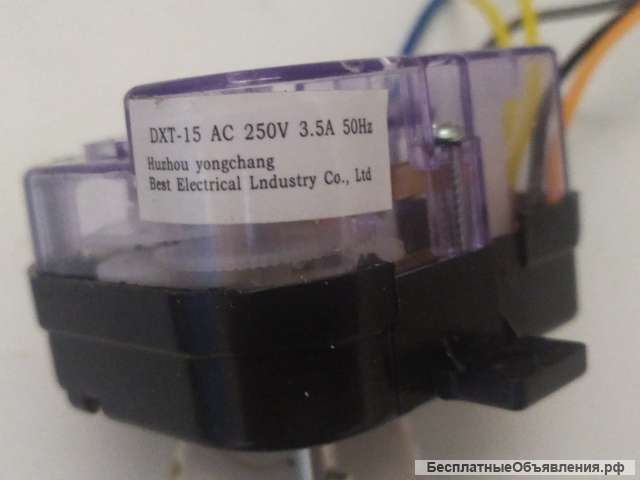 DXT-15 AC 250V 3.5A 50Hz
Huzhou yongchang
Best Electrical Lndustry Co., Ltd
БесплатныеОбъявления.рф